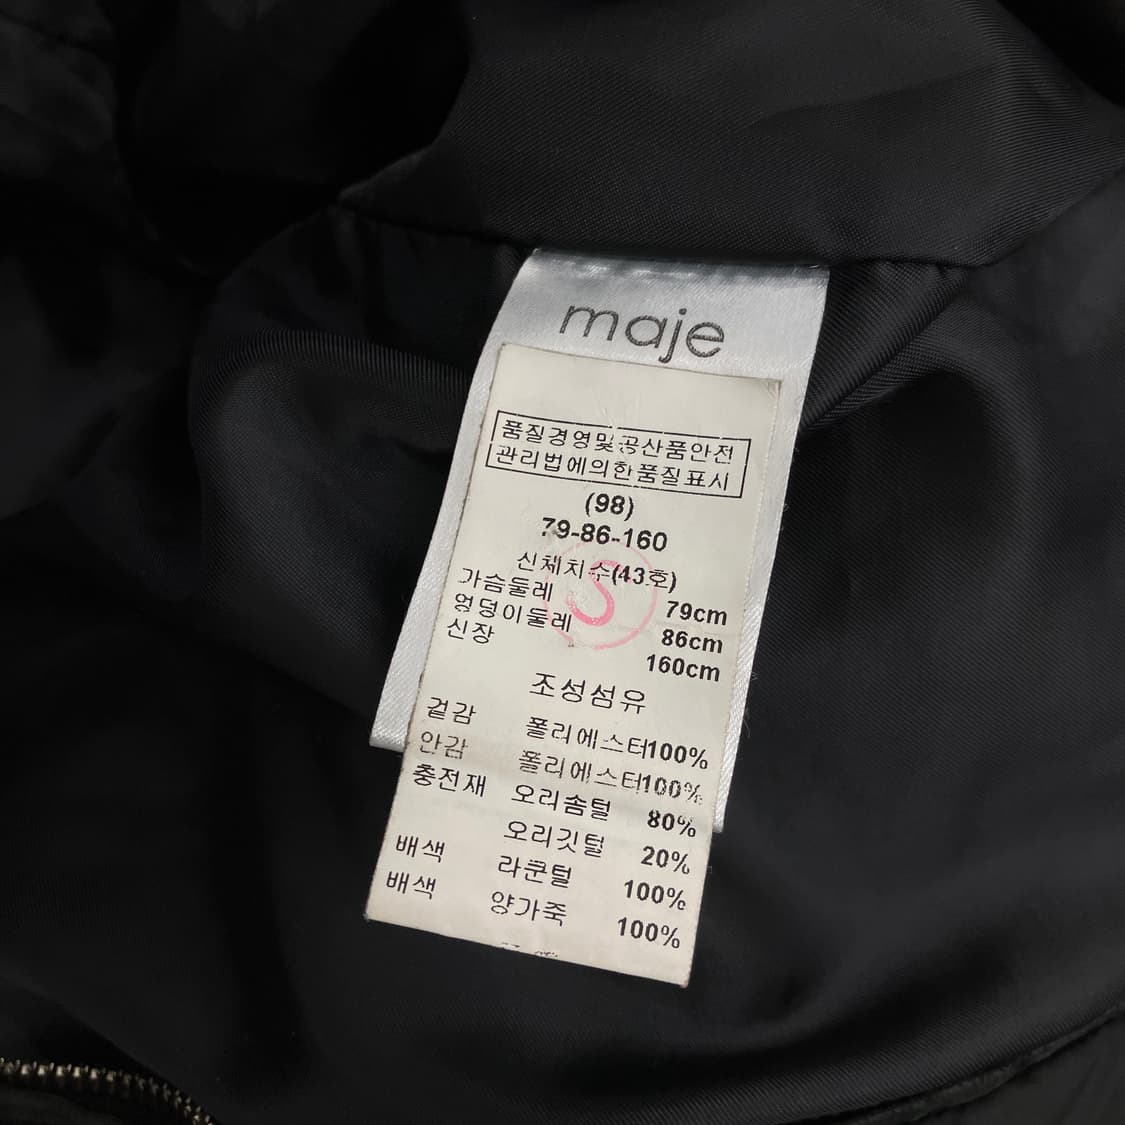 maje
품질경영및공산품안전
관리법에의한품질표시
(98)
79-86-160
신체치수(43호)
가슴둘레 79cm
엉덩이둘레 86cm
신장 160cm
S
조성섬유
겉감 폴리에스터100%
안감 폴리에스터100%
충전재 오리솜털 80%
오리깃털 20%
배색 라쿤털 100%
배색 양가죽 100%